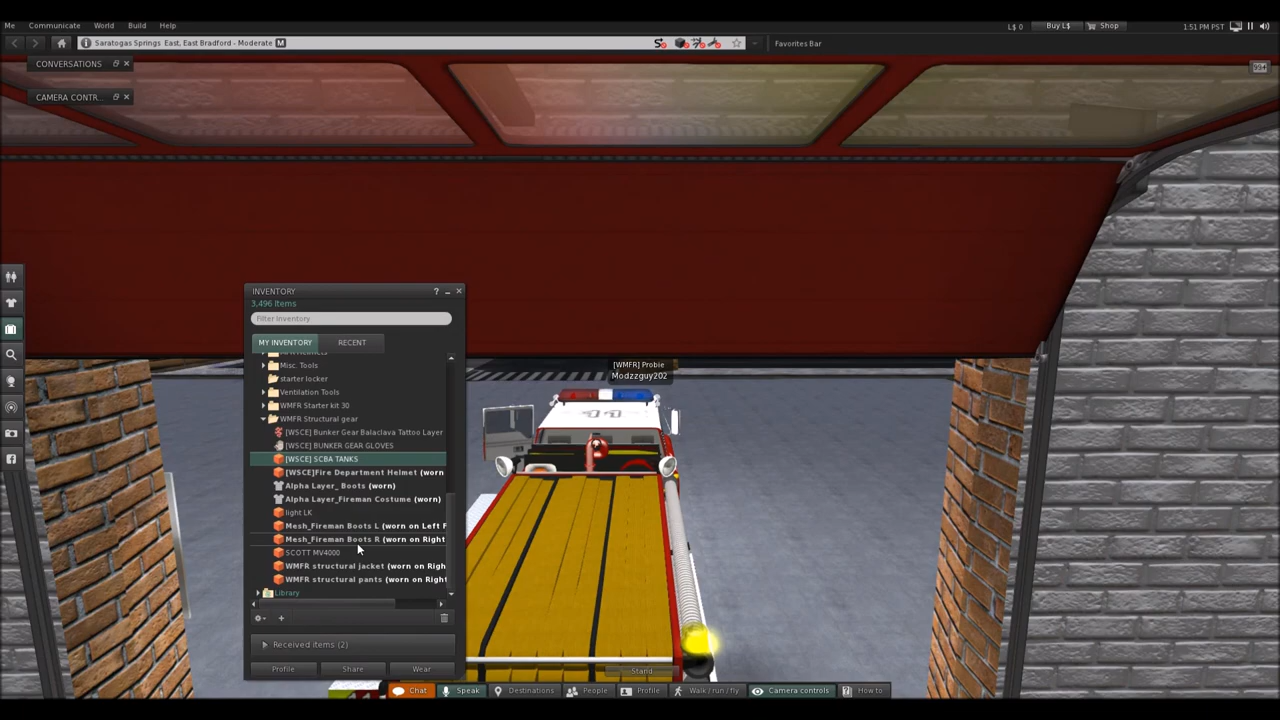 Me Communicate World Build Help
L$ 0 Buy L$ Shop 1:51 PM PST
Saratogas Springs East, East Bradford - Moderate M
Favorites Bar
CONVERSATIONS
CAMERA CONTR...
[WMFR] Probie
Modzzguy202
INVENTORY
? _ ×
3,496 Items
Filter Inventory
MY INVENTORY RECENT
Misc. Tools
starter locker
Ventilation Tools
WMFR Starter kit 30
WMFR Structural gear
[WSCE] Bunker Gear Balaclava Tattoo Layer
[WSCE] BUNKER GEAR GLOVES
[WSCE] SCBA TANKS
[WSCE]Fire Department Helmet (worn
Alpha Layer_ Boots (worn)
Alpha Layer_Fireman Costume (worn)
light LK
Mesh_Fireman Boots L (worn on Left F
Mesh_Fireman Boots R (worn on Right
SCOTT MV4000
WMFR structural jacket (worn on Righ
WMFR structural pants (worn on Right
Library
Received items (2)
Profile Share Wear
Stand
Chat Speak Destinations People Profile Walk / run / fly Camera controls How to